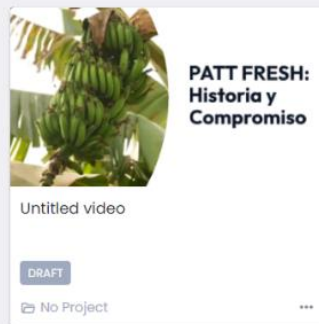 PATT FRESH:
Historia y
Compromiso
Untitled video
DRAFT
No Project